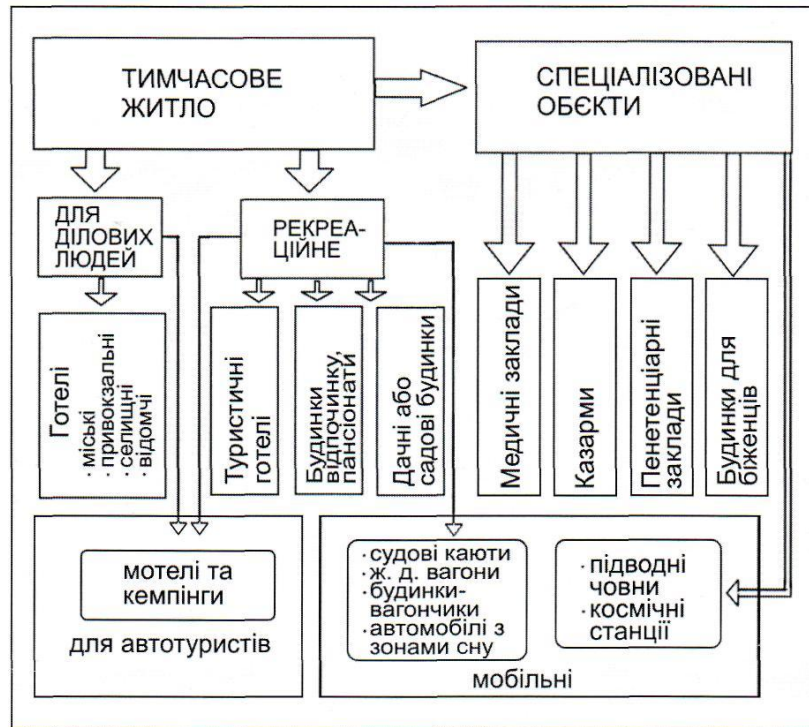 ТИМЧАСОВЕ
ЖИТЛО
СПЕЦІАЛІЗОВАНІ
ОБЄКТИ
ДЛЯ
ДІЛОВИХ
ЛЮДЕЙ
РЕКРЕА-
ЦІЙНЕ
Готелі
· міські
· привокзальні
· селищні
· відомчі
Туристичні
готелі
Будинки
відпочинку,
пансіонати
Дачні або
садові будинки
Медичні заклади
Казарми
Пенетенціарні
заклади
Будинки для
біженців
мотелі та
кемпінги
для автотуристів
· судові каюти
· ж. д. вагони
· будинки-
вагончики
· автомобілі з
зонами сну
· підводні
човни
· космічні
станції
мобільні